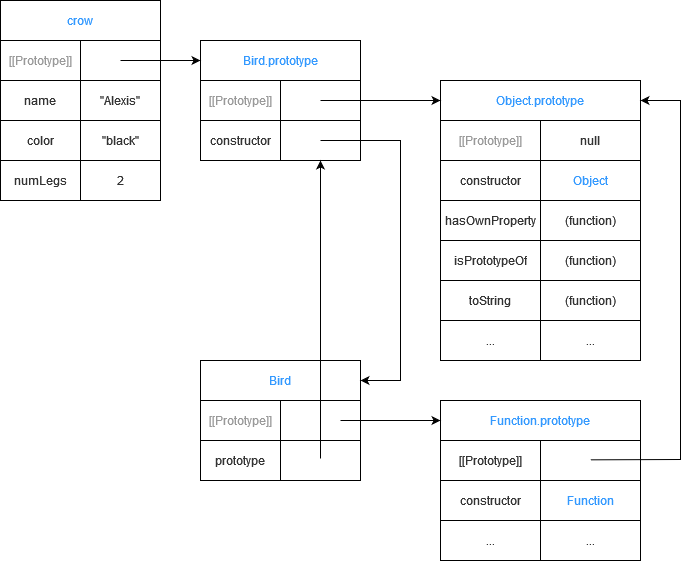 crow
[[Prototype]]
name "Alexis"
color "black"
numLegs 2
Bird.prototype
[[Prototype]]
constructor
Object.prototype
[[Prototype]] null
constructor Object
hasOwnProperty (function)
isPrototypeOf (function)
toString (function)
... ...
Bird
[[Prototype]]
prototype
Function.prototype
[[Prototype]]
constructor Function
... ...